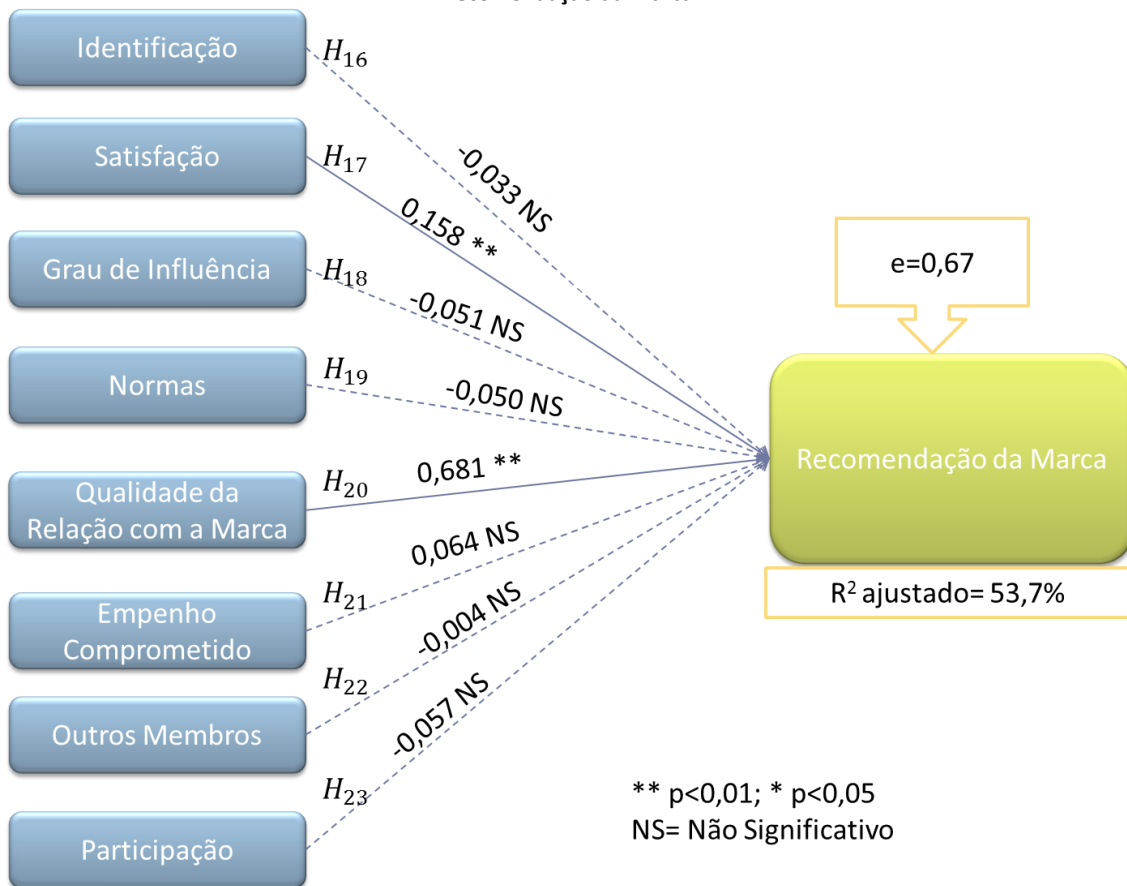 Identificação
H₁₆
-0,033 NS
Satisfação
H₁₇
0,158 **
e=0,67
Grau de Influência
H₁₈
-0,051 NS
Normas
H₁₉
-0,050 NS
Recomendação da Marca
Qualidade da
Relação com a Marca
H₂₀
0,681 **
0,064 NS
R² ajustado= 53,7%
Empenho
Comprometido
H₂₁
-0,004 NS
Outros Membros
H₂₂
-0,057 NS
Participação
H₂₃
** p<0,01; * p<0,05
NS= Não Significativo